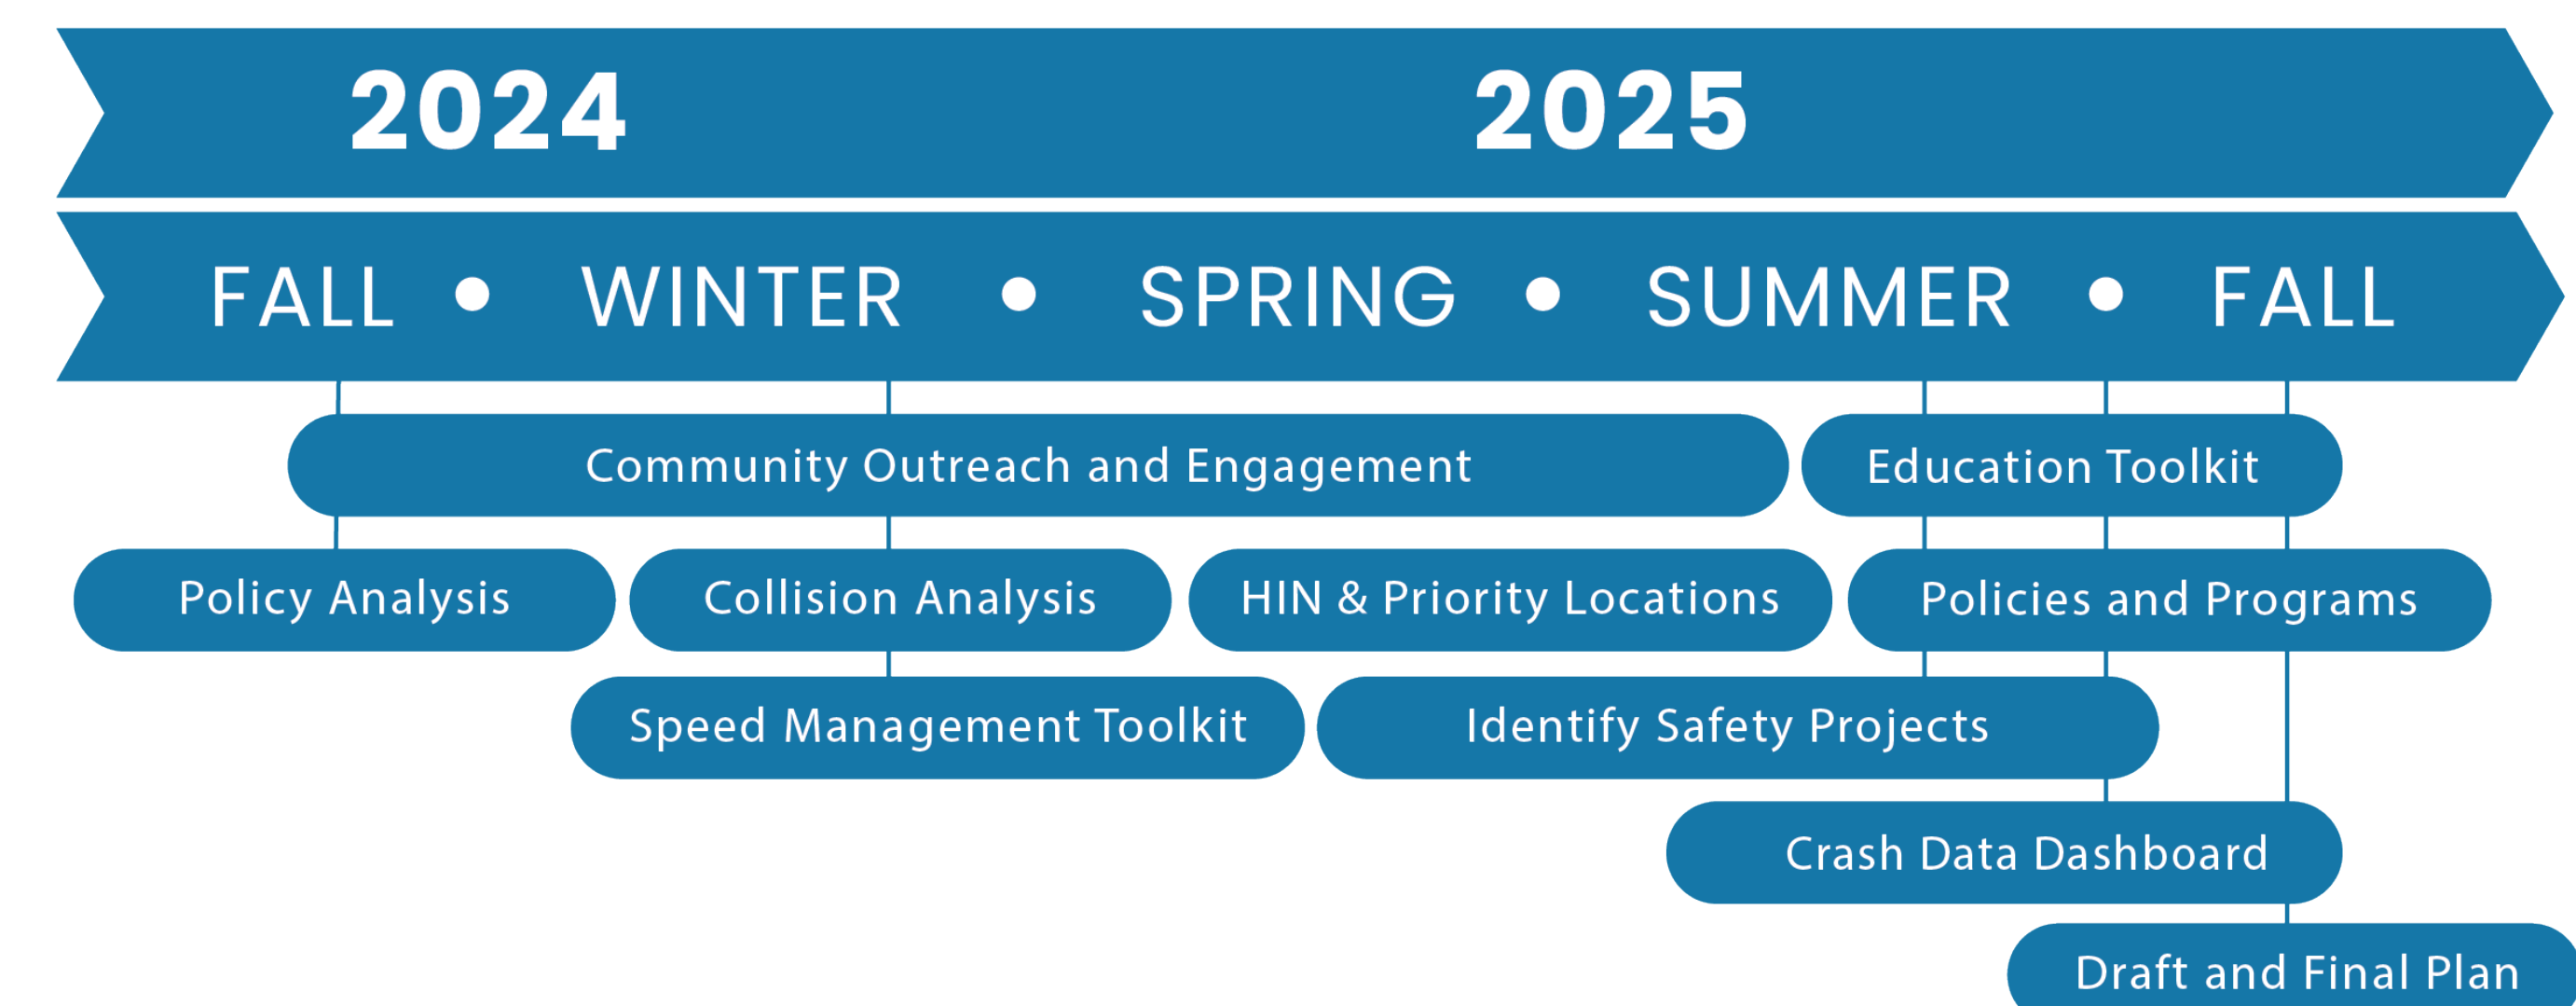 2024 2025
FALL • WINTER • SPRING • SUMMER • FALL
Community Outreach and Engagement
Education Toolkit
Policy Analysis
Collision Analysis
HIN & Priority Locations
Policies and Programs
Speed Management Toolkit
Identify Safety Projects
Crash Data Dashboard
Draft and Final Plan